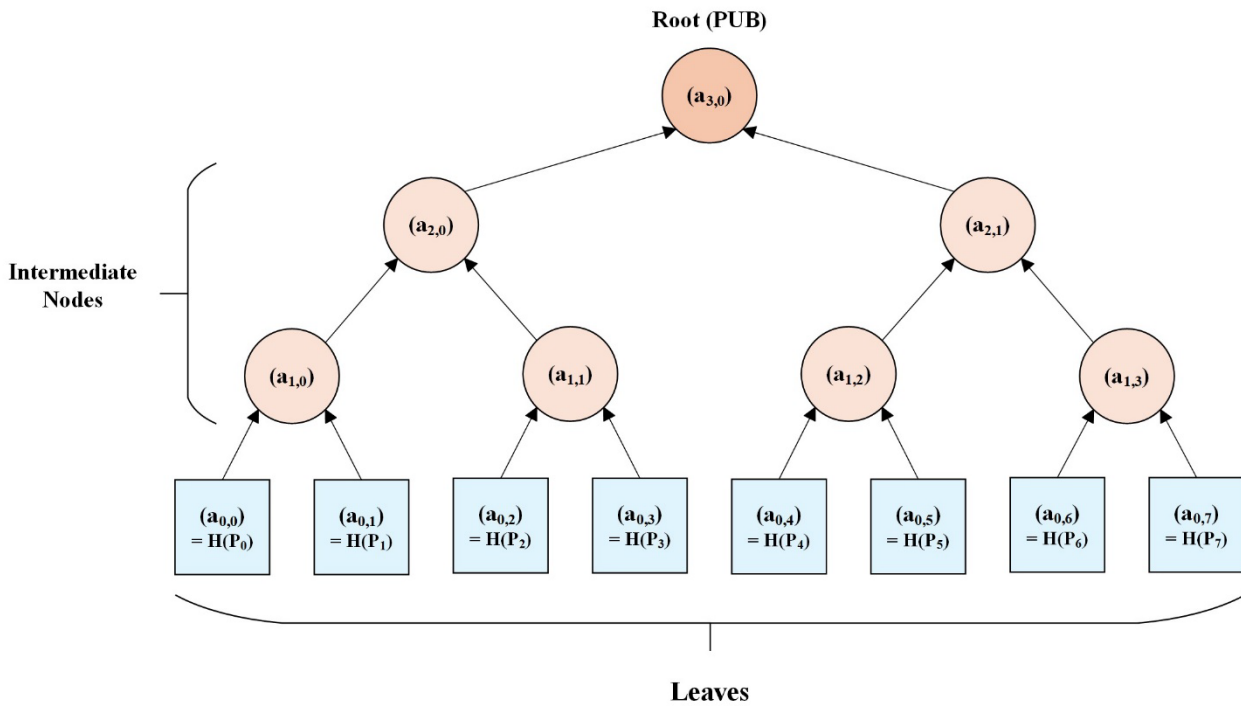 Root (PUB)
(a₃,₀)
(a₂,₀)
(a₂,₁)
Intermediate
Nodes
(a₁,₀)
(a₁,₁)
(a₁,₂)
(a₁,₃)
(a₀,₀)
= H(P₀)
(a₀,₁)
= H(P₁)
(a₀,₂)
= H(P₂)
(a₀,₃)
= H(P₃)
(a₀,₄)
= H(P₄)
(a₀,₅)
= H(P₅)
(a₀,₆)
= H(P₆)
(a₀,₇)
= H(P₇)
Leaves